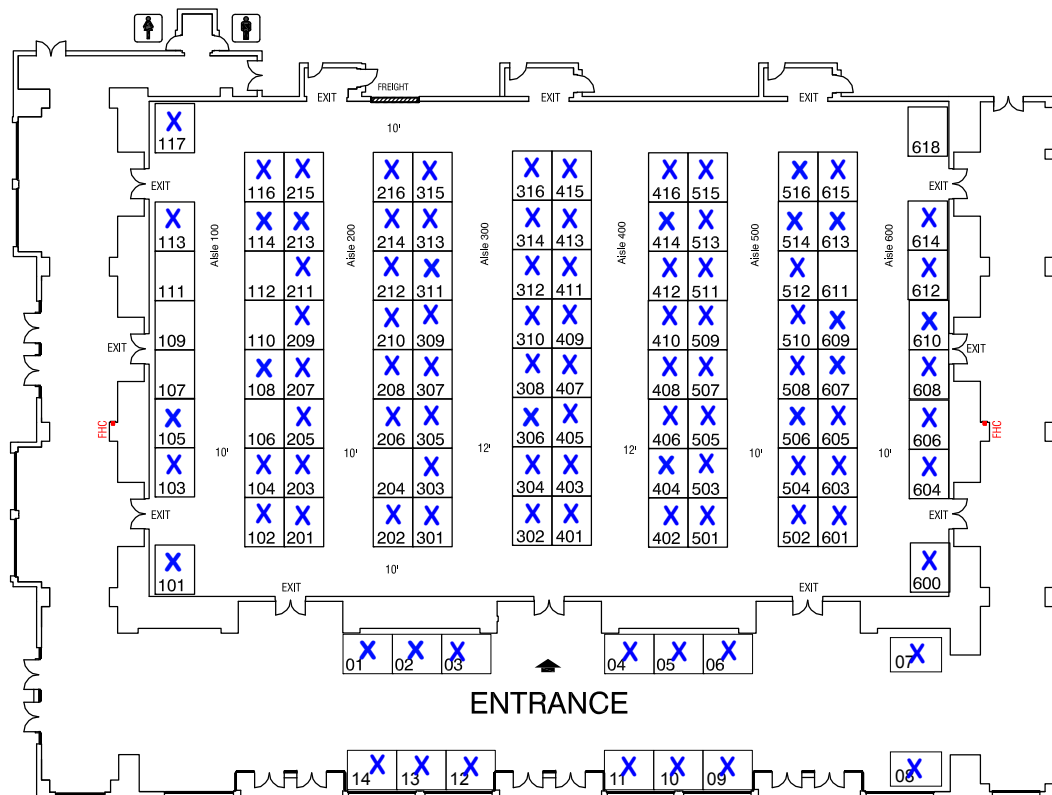 FREIGHT
EXIT
EXIT
EXIT
10'
117
618
116 215
216 315
316 415
416 515
516 615
EXIT
EXIT
113
114 213
214 313
314 413
414 513
514 613
614
Aisle 100
Aisle 200
Aisle 300
Aisle 400
Aisle 500
Aisle 600
111
112 211
212 311
312 411
412 511
512 611
612
109
110 209
210 309
310 409
410 509
510 609
610
EXIT
EXIT
107
108 207
208 307
308 407
408 507
508 607
608
105
106 205
206 305
306 405
406 505
506 605
606
FHC
FHC
10'
10'
12'
12'
10'
10'
103
104 203
204 303
304 403
404 503
504 603
604
EXIT
EXIT
102 201
202 301
302 401
402 501
502 601
101
10'
600
EXIT
EXIT
01 02 03
04 05 06
07
ENTRANCE
14 13 12
11 10 09
08